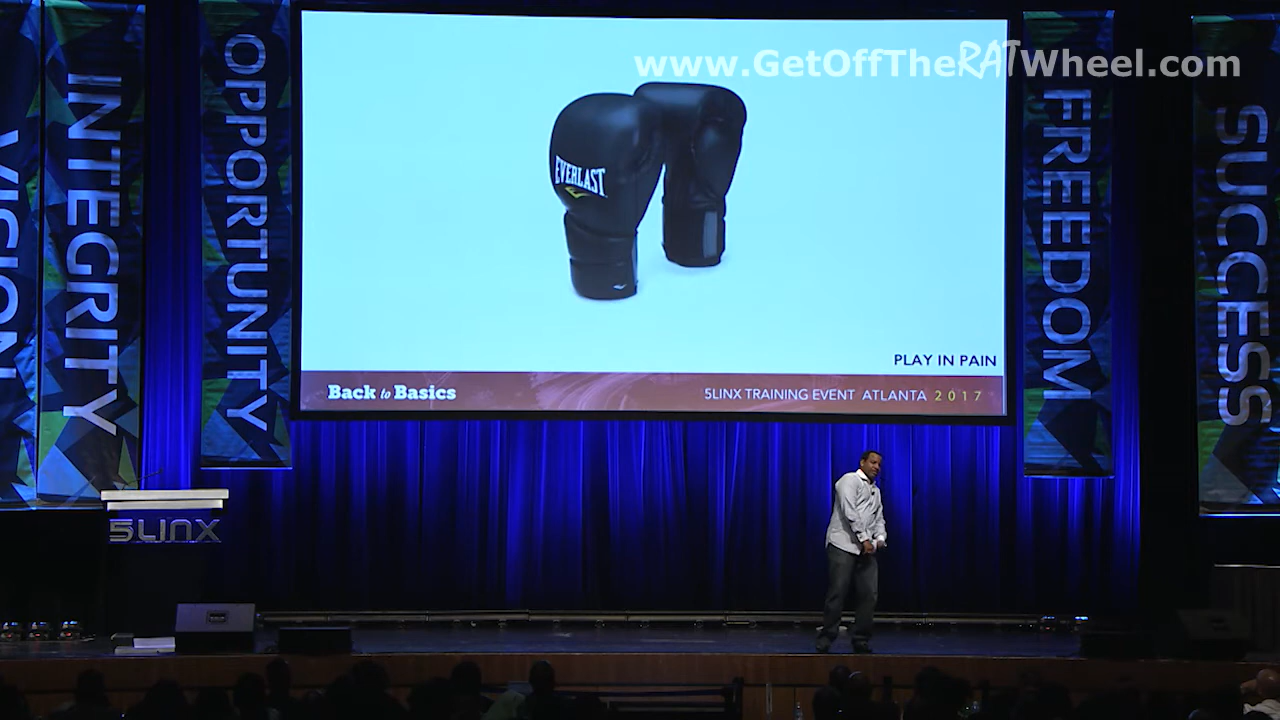 www.GetOffTheRATWheel.com
VISION
INTEGRITY
OPPORTUNITY
EVERLAST
PLAY IN PAIN
Back to Basics
5LINX TRAINING EVENT ATLANTA 2017
FREEDOM
SUCCESS
5LINX